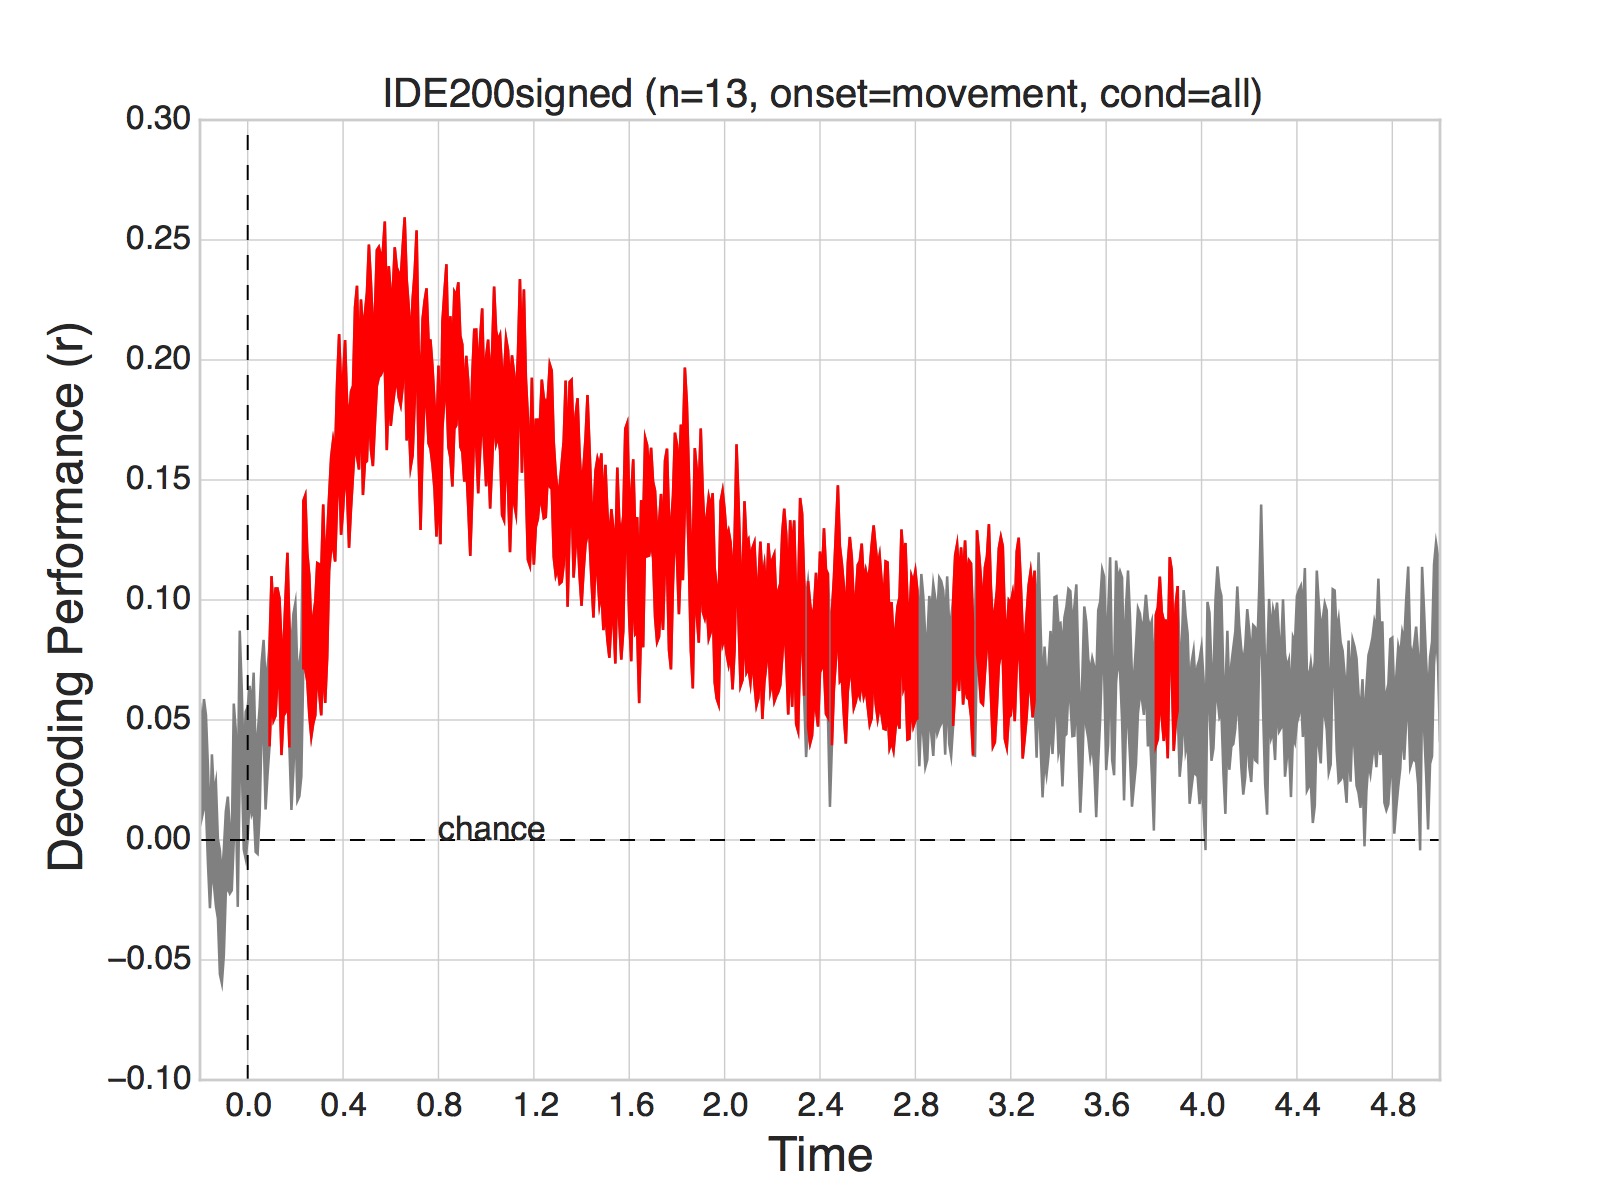 IDE200signed (n=13, onset=movement, cond=all)
0.30
0.25
0.20
0.15
0.10
0.05
0.00
−0.05
−0.10
Decoding Performance (r)
chance
0.0 0.4 0.8 1.2 1.6 2.0 2.4 2.8 3.2 3.6 4.0 4.4 4.8
Time